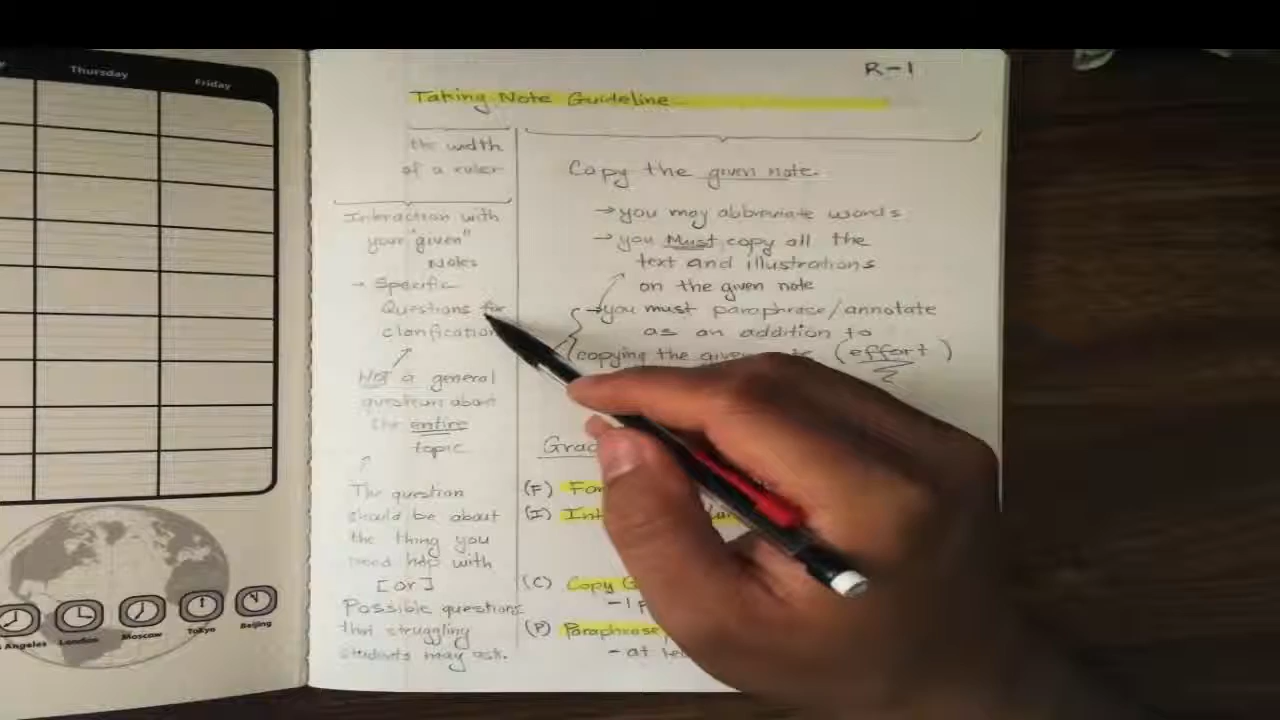 Thursday
Friday
Angeles
London
Moscow
Tokyo
Beijing
R-1
Taking Note Guideline
the width
of a ruler
Interaction with
your "given"
Notes
→ Specific
Questions for
clarification
NOT a general
questions about
the entire
topic
The question
should be about
the thing you
need help with
[or]
Possible questions
that struggling
students may ask.
Copy the given note.
→ you may abbreviate words
→ you Must copy all the
text and illustrations
on the given note
→ you must paraphrase/annotate
as an addition to
copying the given (effort)
(F)
(I)
(C) Copy
-1
(P) Paraphrase
- at